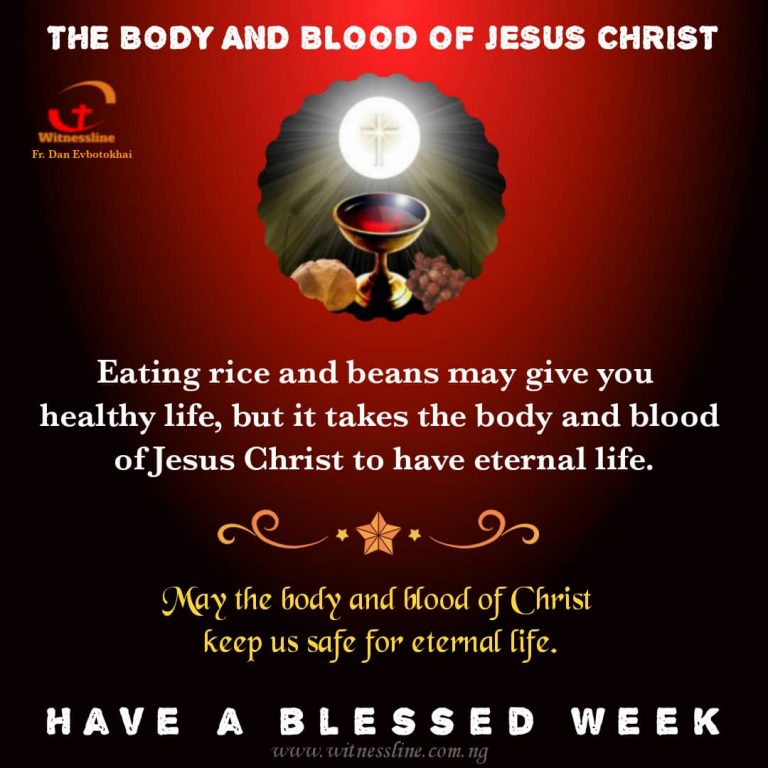 THE BODY AND BLOOD OF JESUS CHRIST
Witnessline
Fr. Dan Evbotokhai
Eating rice and beans may give you
healthy life, but it takes the body and blood
of Jesus Christ to have eternal life.
May the body and blood of Christ
keep us safe for eternal life.
HAVE A BLESSED WEEK
www.witnessline.com.ng